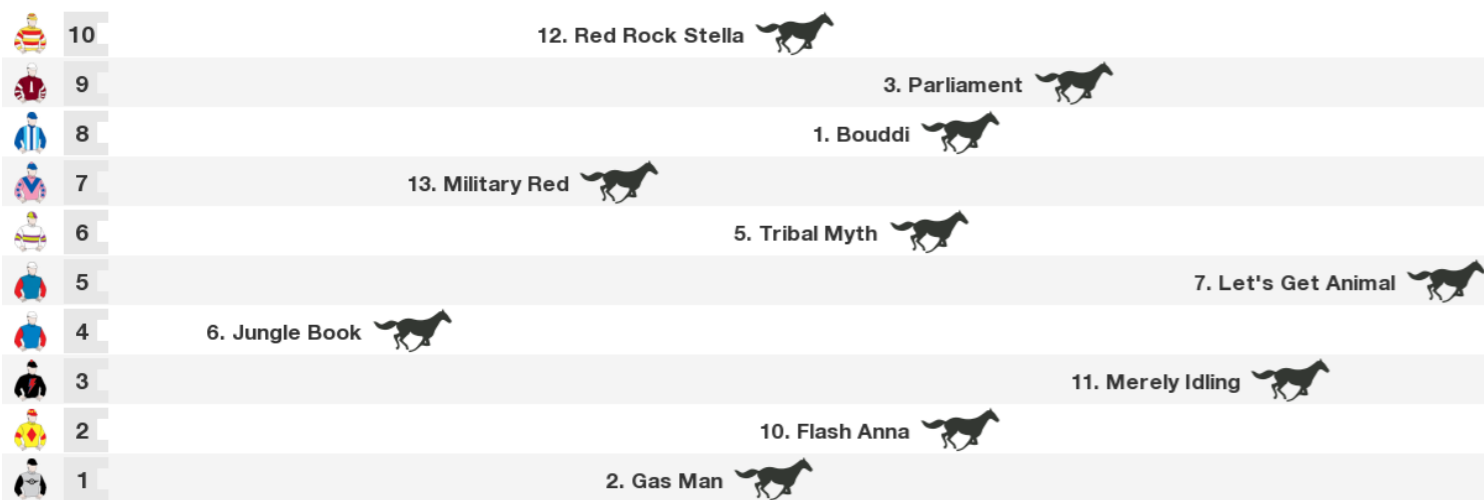 10 12. Red Rock Stella
9 3. Parliament
8 1. Bouddi
7 13. Military Red
6 5. Tribal Myth
5 7. Let's Get Animal
4 6. Jungle Book
3 11. Merely Idling
2 10. Flash Anna
1 2. Gas Man